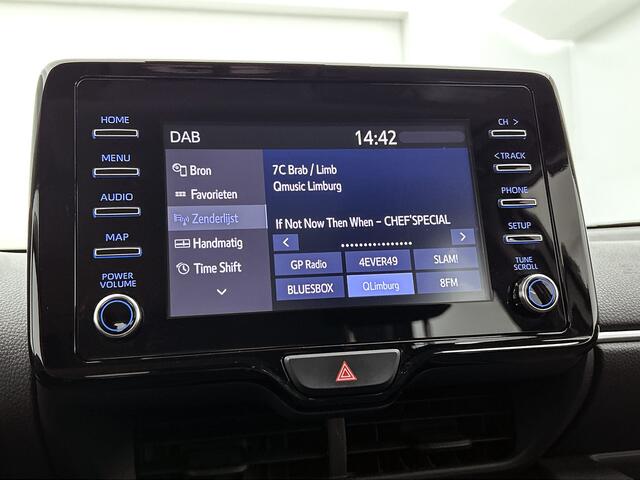 HOME
MENU
AUDIO
MAP
POWER
VOLUME
DAB 14:42
Bron
Favorieten
Zenderlijst
Handmatig
Time Shift
7C Brab / Limb
Qmusic Limburg
If Not Now Then When - CHEF'SPECIAL
< >
GP Radio 4EVER49 SLAM!
BLUESBOX QLimburg 8FM
CH >
< TRACK
PHONE
SETUP
TUNE
SCROLL